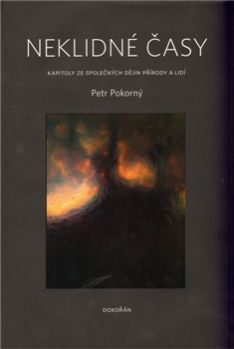 NEKLIDNÉ ČASY
KAPITOLY ZE SPOLEČNÝCH DĚJIN PŘÍRODY A LIDÍ
Petr Pokorný
DOKOŘÁN